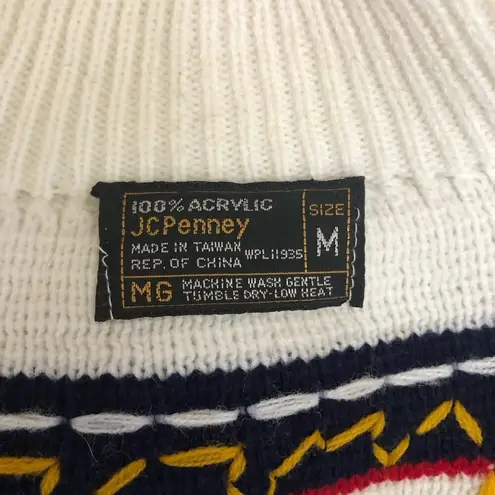 100% ACRYLIC
JCPenney
MADE IN TAIWAN
REP. OF CHINA
WPL11935
SIZE
M
MG
MACHINE WASH GENTLE
TUMBLE DRY-LOW HEAT